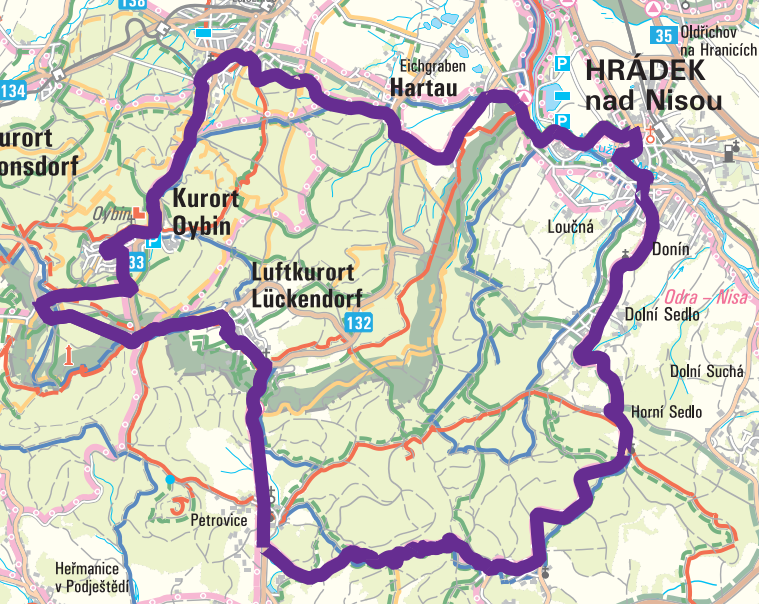 138
35
Oldřichov
na Hranicích
Eichgraben
Hartau
HRÁDEK
nad Nisou
134
P
P
urort
onsdorf
Kurort
Oybin
Oybin
P
33
Loučná
Donín
Luftkurort
Lückendorf
132
Odra – Nisa
Dolní Sedlo
Dolní Suchá
Horní Sedlo
Petrovice
Heřmanice
v Podještědí